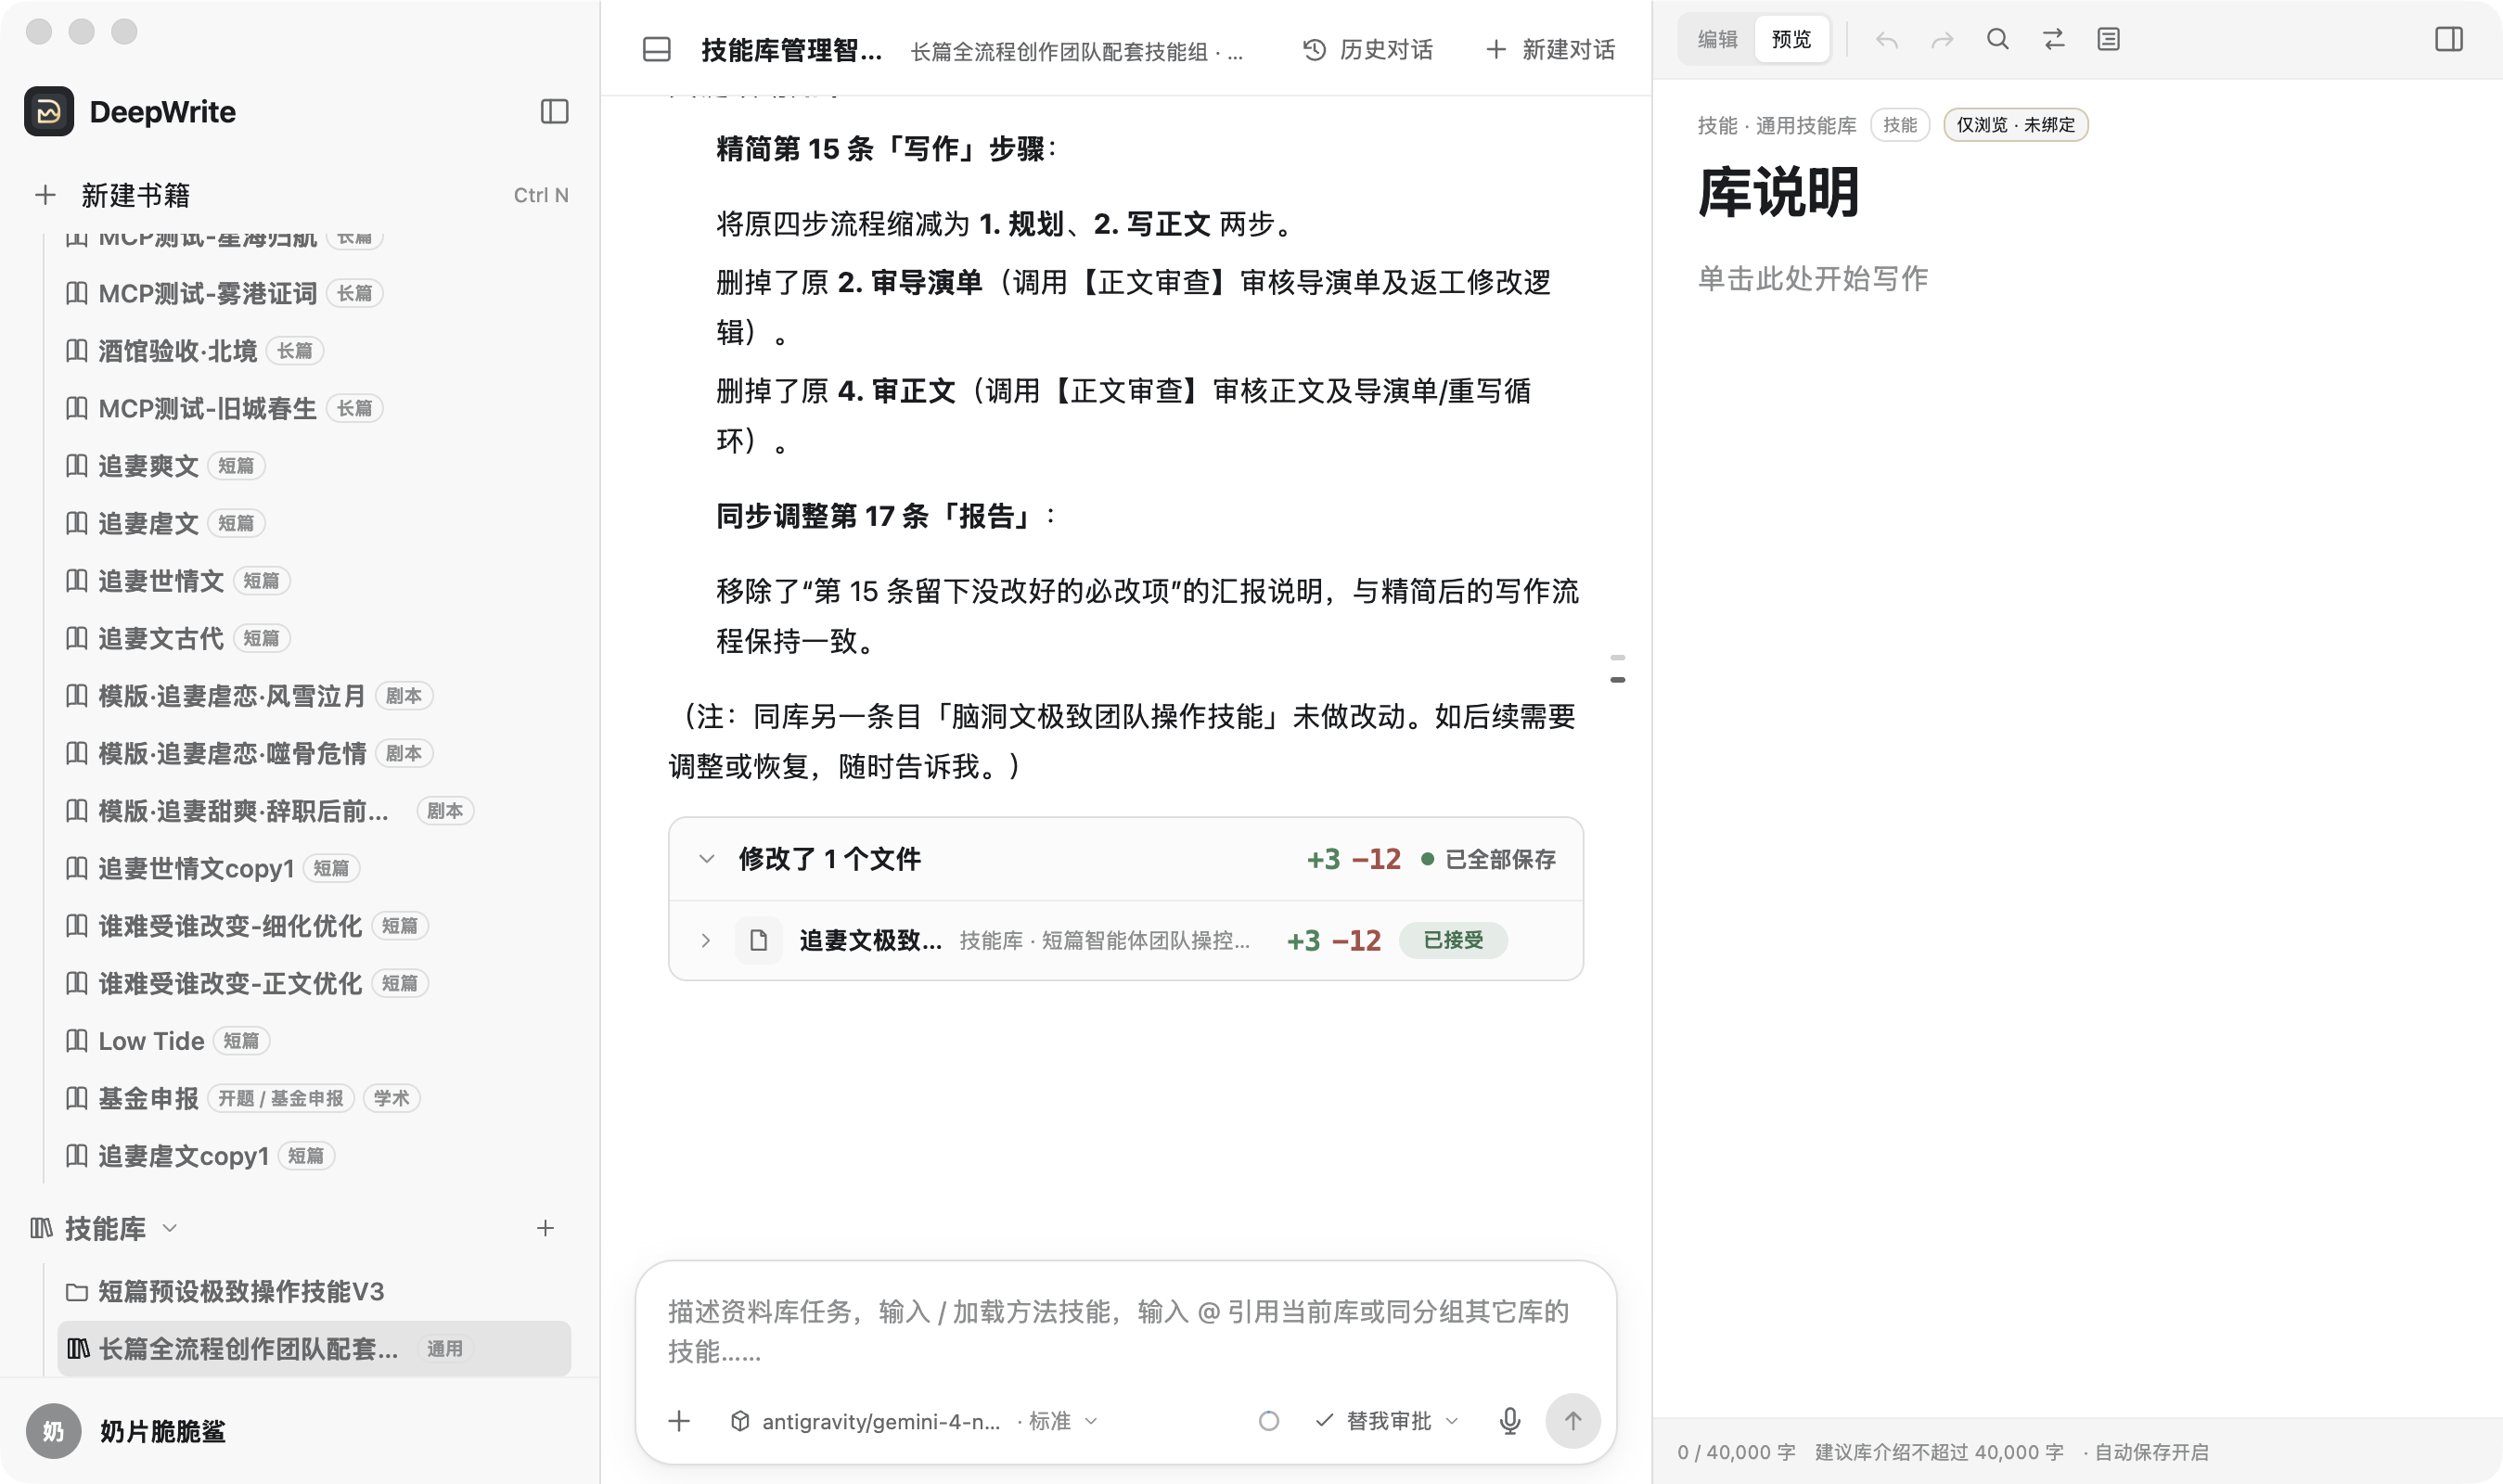 DeepWrite
新建书籍 Ctrl N
MCP测试-星海归航 长篇
MCP测试-雾港证词 长篇
酒馆验收·北境 长篇
MCP测试-旧城春生 长篇
追妻爽文 短篇
追妻虐文 短篇
追妻世情文 短篇
追妻文古代 短篇
模版·追妻虐恋·风雪泣月 剧本
模版·追妻虐恋·噬骨危情 剧本
模版·追妻甜爽·辞职后前... 剧本
追妻世情文copy1 短篇
谁难受谁改变-细化优化 短篇
谁难受谁改变-正文优化 短篇
Low Tide 短篇
基金申报 开题 / 基金申报 学术
追妻虐文copy1 短篇
技能库
短篇预设极致操作技能V3
长篇全流程创作团队配套... 通用
奶 奶片脆脆鲨
技能库管理智... 长篇全流程创作团队配套技能组 · ... 历史对话 新建对话
精简第 15 条「写作」步骤：
将原四步流程缩减为 1. 规划、2. 写正文 两步。
删掉了原 2. 审导演单（调用【正文审查】审核导演单及返工修改逻
辑）。
删掉了原 4. 审正文（调用【正文审查】审核正文及导演单/重写循
环）。
同步调整第 17 条「报告」：
移除了“第 15 条留下没改好的必改项”的汇报说明，与精简后的写作流
程保持一致。
（注：同库另一条目「脑洞文极致团队操作技能」未做改动。如后续需要
调整或恢复，随时告诉我。）
修改了 1 个文件 +3 −12 已全部保存
追妻文极致... 技能库 · 短篇智能体团队操控... +3 −12 已接受
描述资料库任务，输入 / 加载方法技能，输入 @ 引用当前库或同分组其它库的
技能......
antigravity/gemini-4-n... · 标准 替我审批
编辑 预览
技能 · 通用技能库 技能 仅浏览 · 未绑定
库说明
单击此处开始写作
0 / 40,000 字 建议库介绍不超过 40,000 字 · 自动保存开启